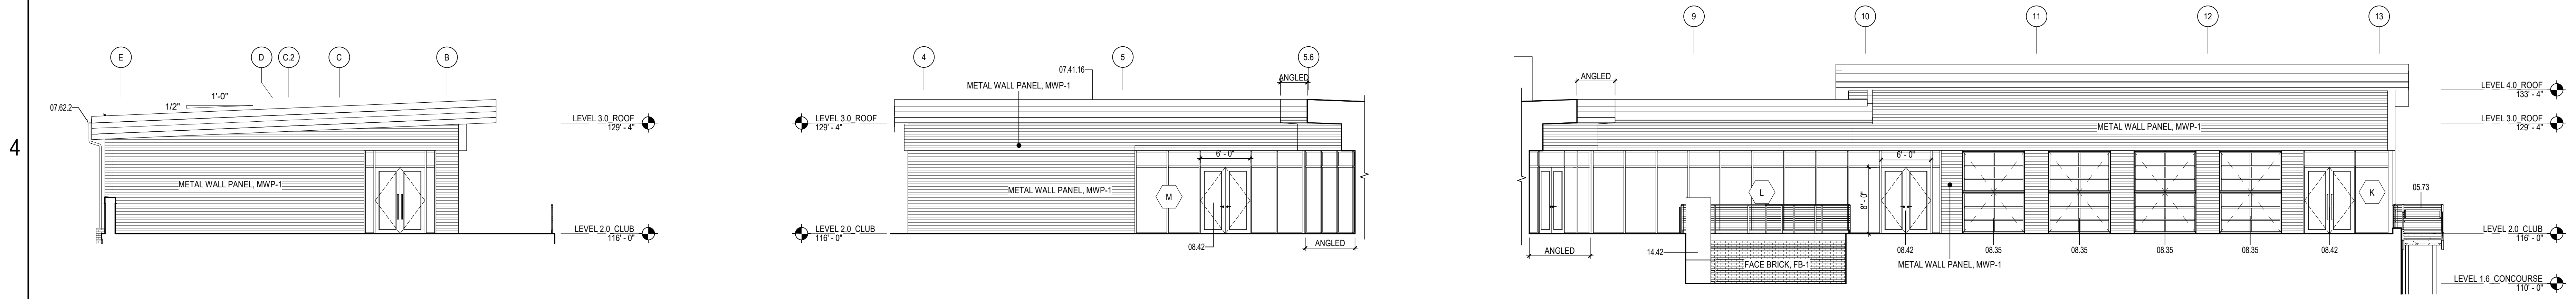 4
E
D
C.2
C
B
1'-0"
1/2"
07.62.2
METAL WALL PANEL, MWP-1
LEVEL 3.0_ROOF
129' - 4"
LEVEL 2.0_CLUB
116' - 0"
4
5
5.6
07.41.16
METAL WALL PANEL, MWP-1
ANGLED
LEVEL 3.0_ROOF
129' - 4"
6' - 0"
METAL WALL PANEL, MWP-1
M
LEVEL 2.0_CLUB
116' - 0"
08.42
ANGLED
9
10
11
12
13
ANGLED
LEVEL 4.0_ROOF
133' - 4"
LEVEL 3.0_ROOF
129' - 4"
METAL WALL PANEL, MWP-1
6' - 0"
8' - 0"
L
K
05.73
LEVEL 2.0_CLUB
116' - 0"
ANGLED
14.42
08.42
08.35
08.35
08.35
08.35
08.42
FACE BRICK, FB-1
METAL WALL PANEL, MWP-1
LEVEL 1.6_CONCOURSE
110' - 0"